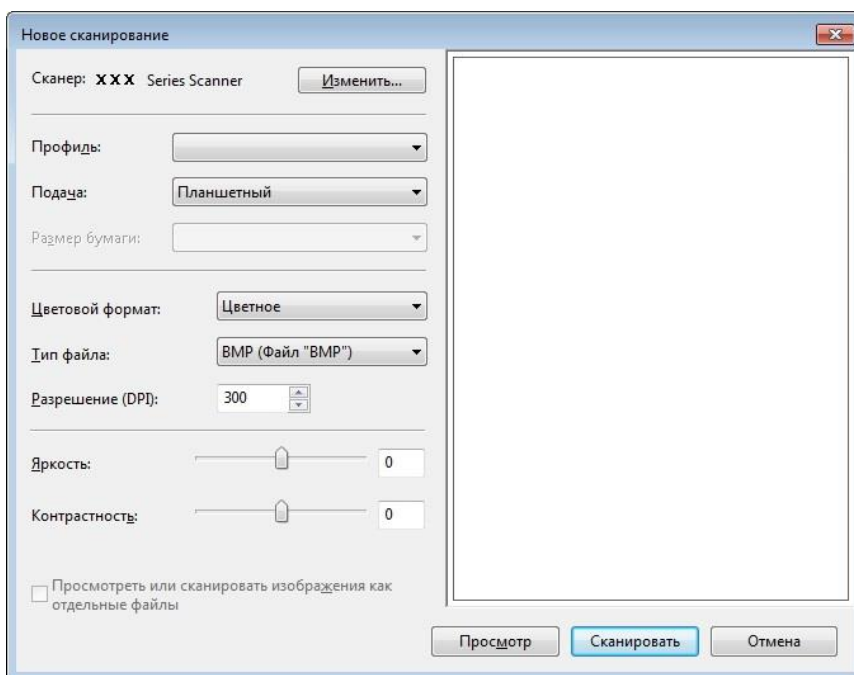 Новое сканирование
Сканер: XXX Series Scanner
Изменить...
Профиль:
Подача:
Планшетный
Размер бумаги:
Цветовой формат:
Цветное
Тип файла:
BMP (Файл "BMP")
Разрешение (DPI):
300
Яркость:
0
Контрастность:
0
Просмотреть или сканировать изображения как
отдельные файлы
Просмотр
Сканировать
Отмена